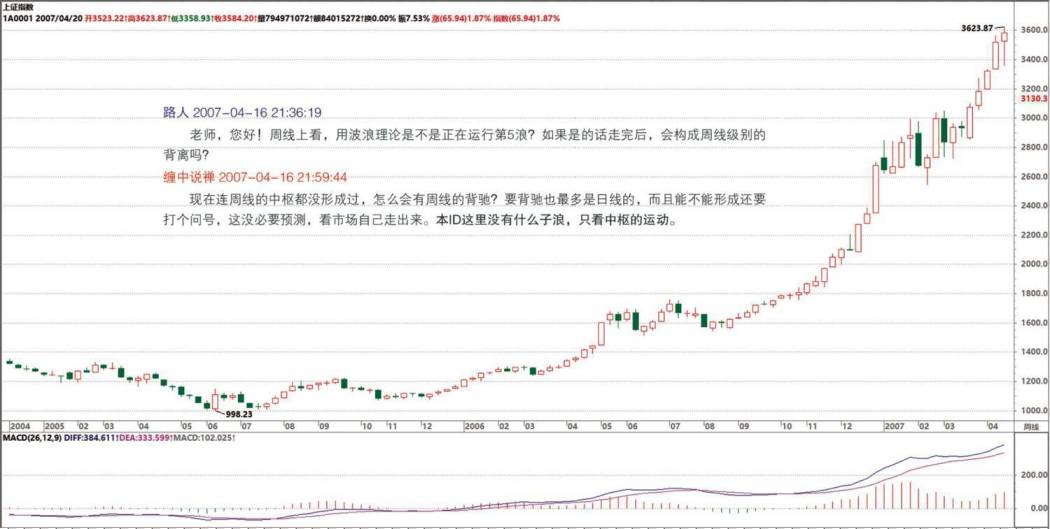 上证指数
1A0001 2007/04/20 开3523.22↑高3623.87↑低3358.93↑收3584.20↑量794971072↑额84015272↑换0.00% 振7.53% 涨(65.94)1.87% 指数(65.94)1.87%
3623.87
3600.0
3400.0
3200.0
3130.3
路人 2007-04-16 21:36:19
3000.0
老师，您好！周线上看，用波浪理论是不是正在运行第5浪？如果是的话走完后，会构成周线级别的
背离吗？
2800.0
缠中说禅 2007-04-16 21:59:44
2600.0
现在连周线的中枢都没形成过，怎么会有周线的背驰？要背驰也最多是日线的，而且能不能形成还要
打个问号，这没必要预测，看市场自己走出来。本ID这里没有什么子浪，只看中枢的运动。
2400.0
2200.0
2000.0
1800.0
1600.0
1400.0
1200.0
1000.0
998.23
2004 2005 02 03 04 05 06 07 08 09 10 11 12 2006 02 03 04 05 06 07 08 09 10 11 12 2007 02 03 04 周线
MACD(26,12,9) DIFF:384.611↑DEA:333.599↑MACD:102.025↑
200.00
0.00